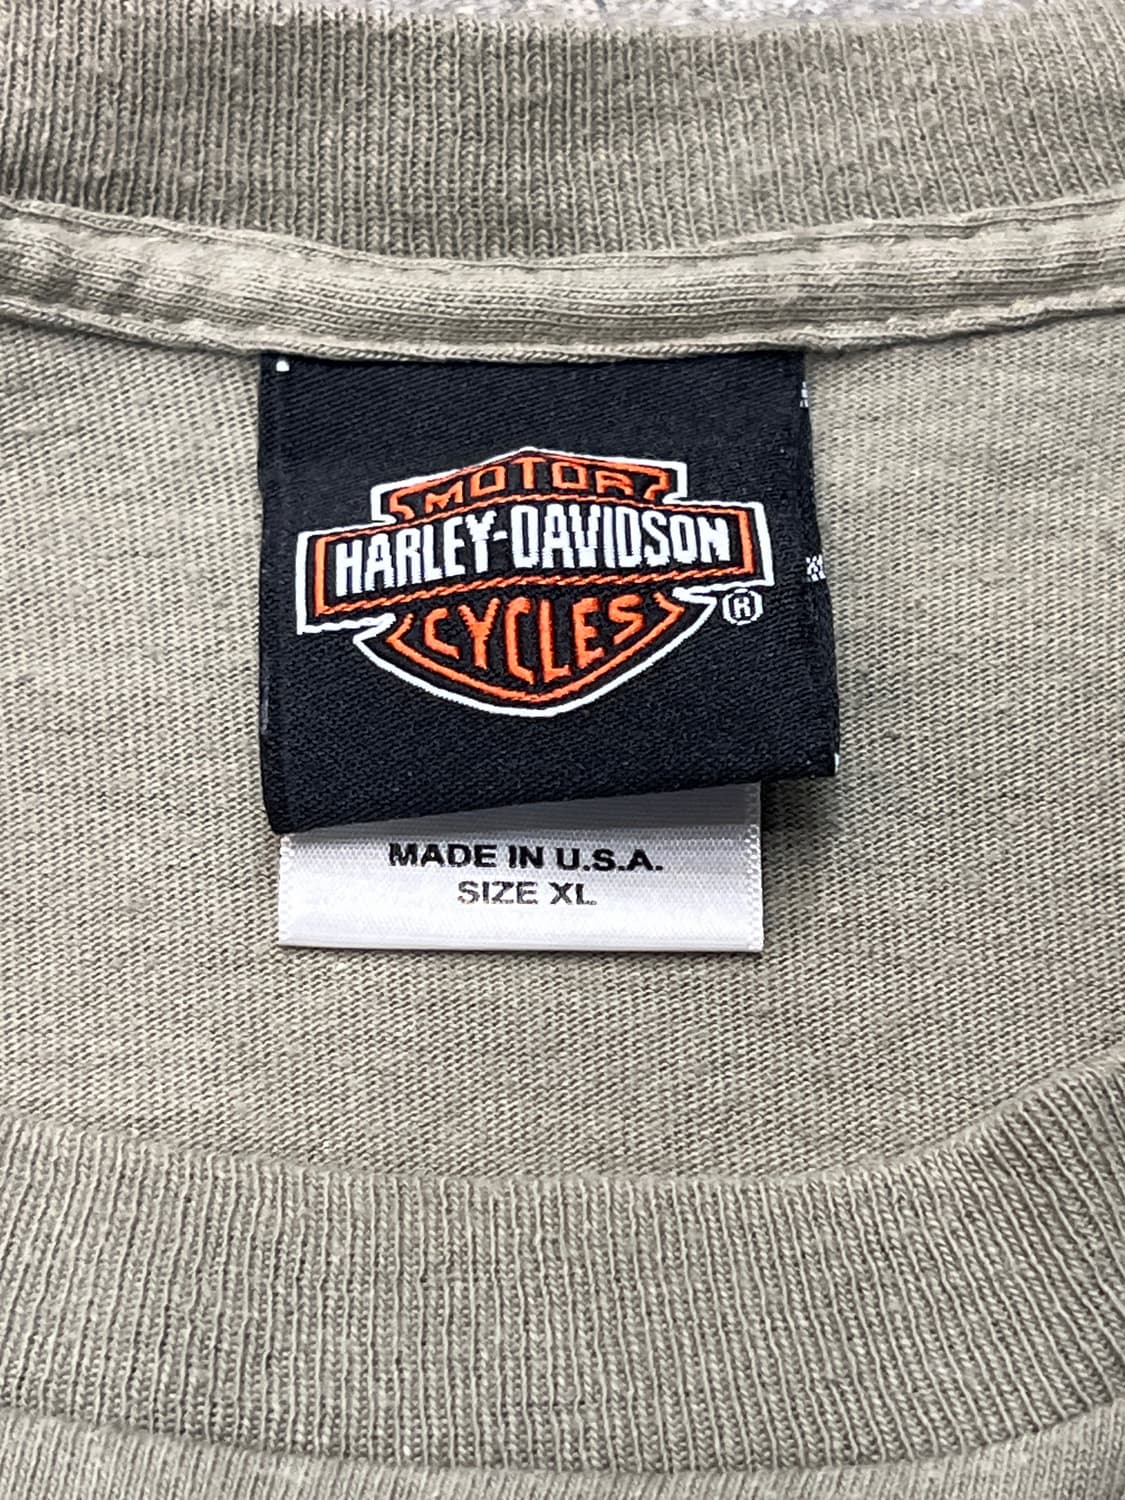 MOTOR
HARLEY-DAVIDSON
CYCLES
®
MADE IN U.S.A.
SIZE XL